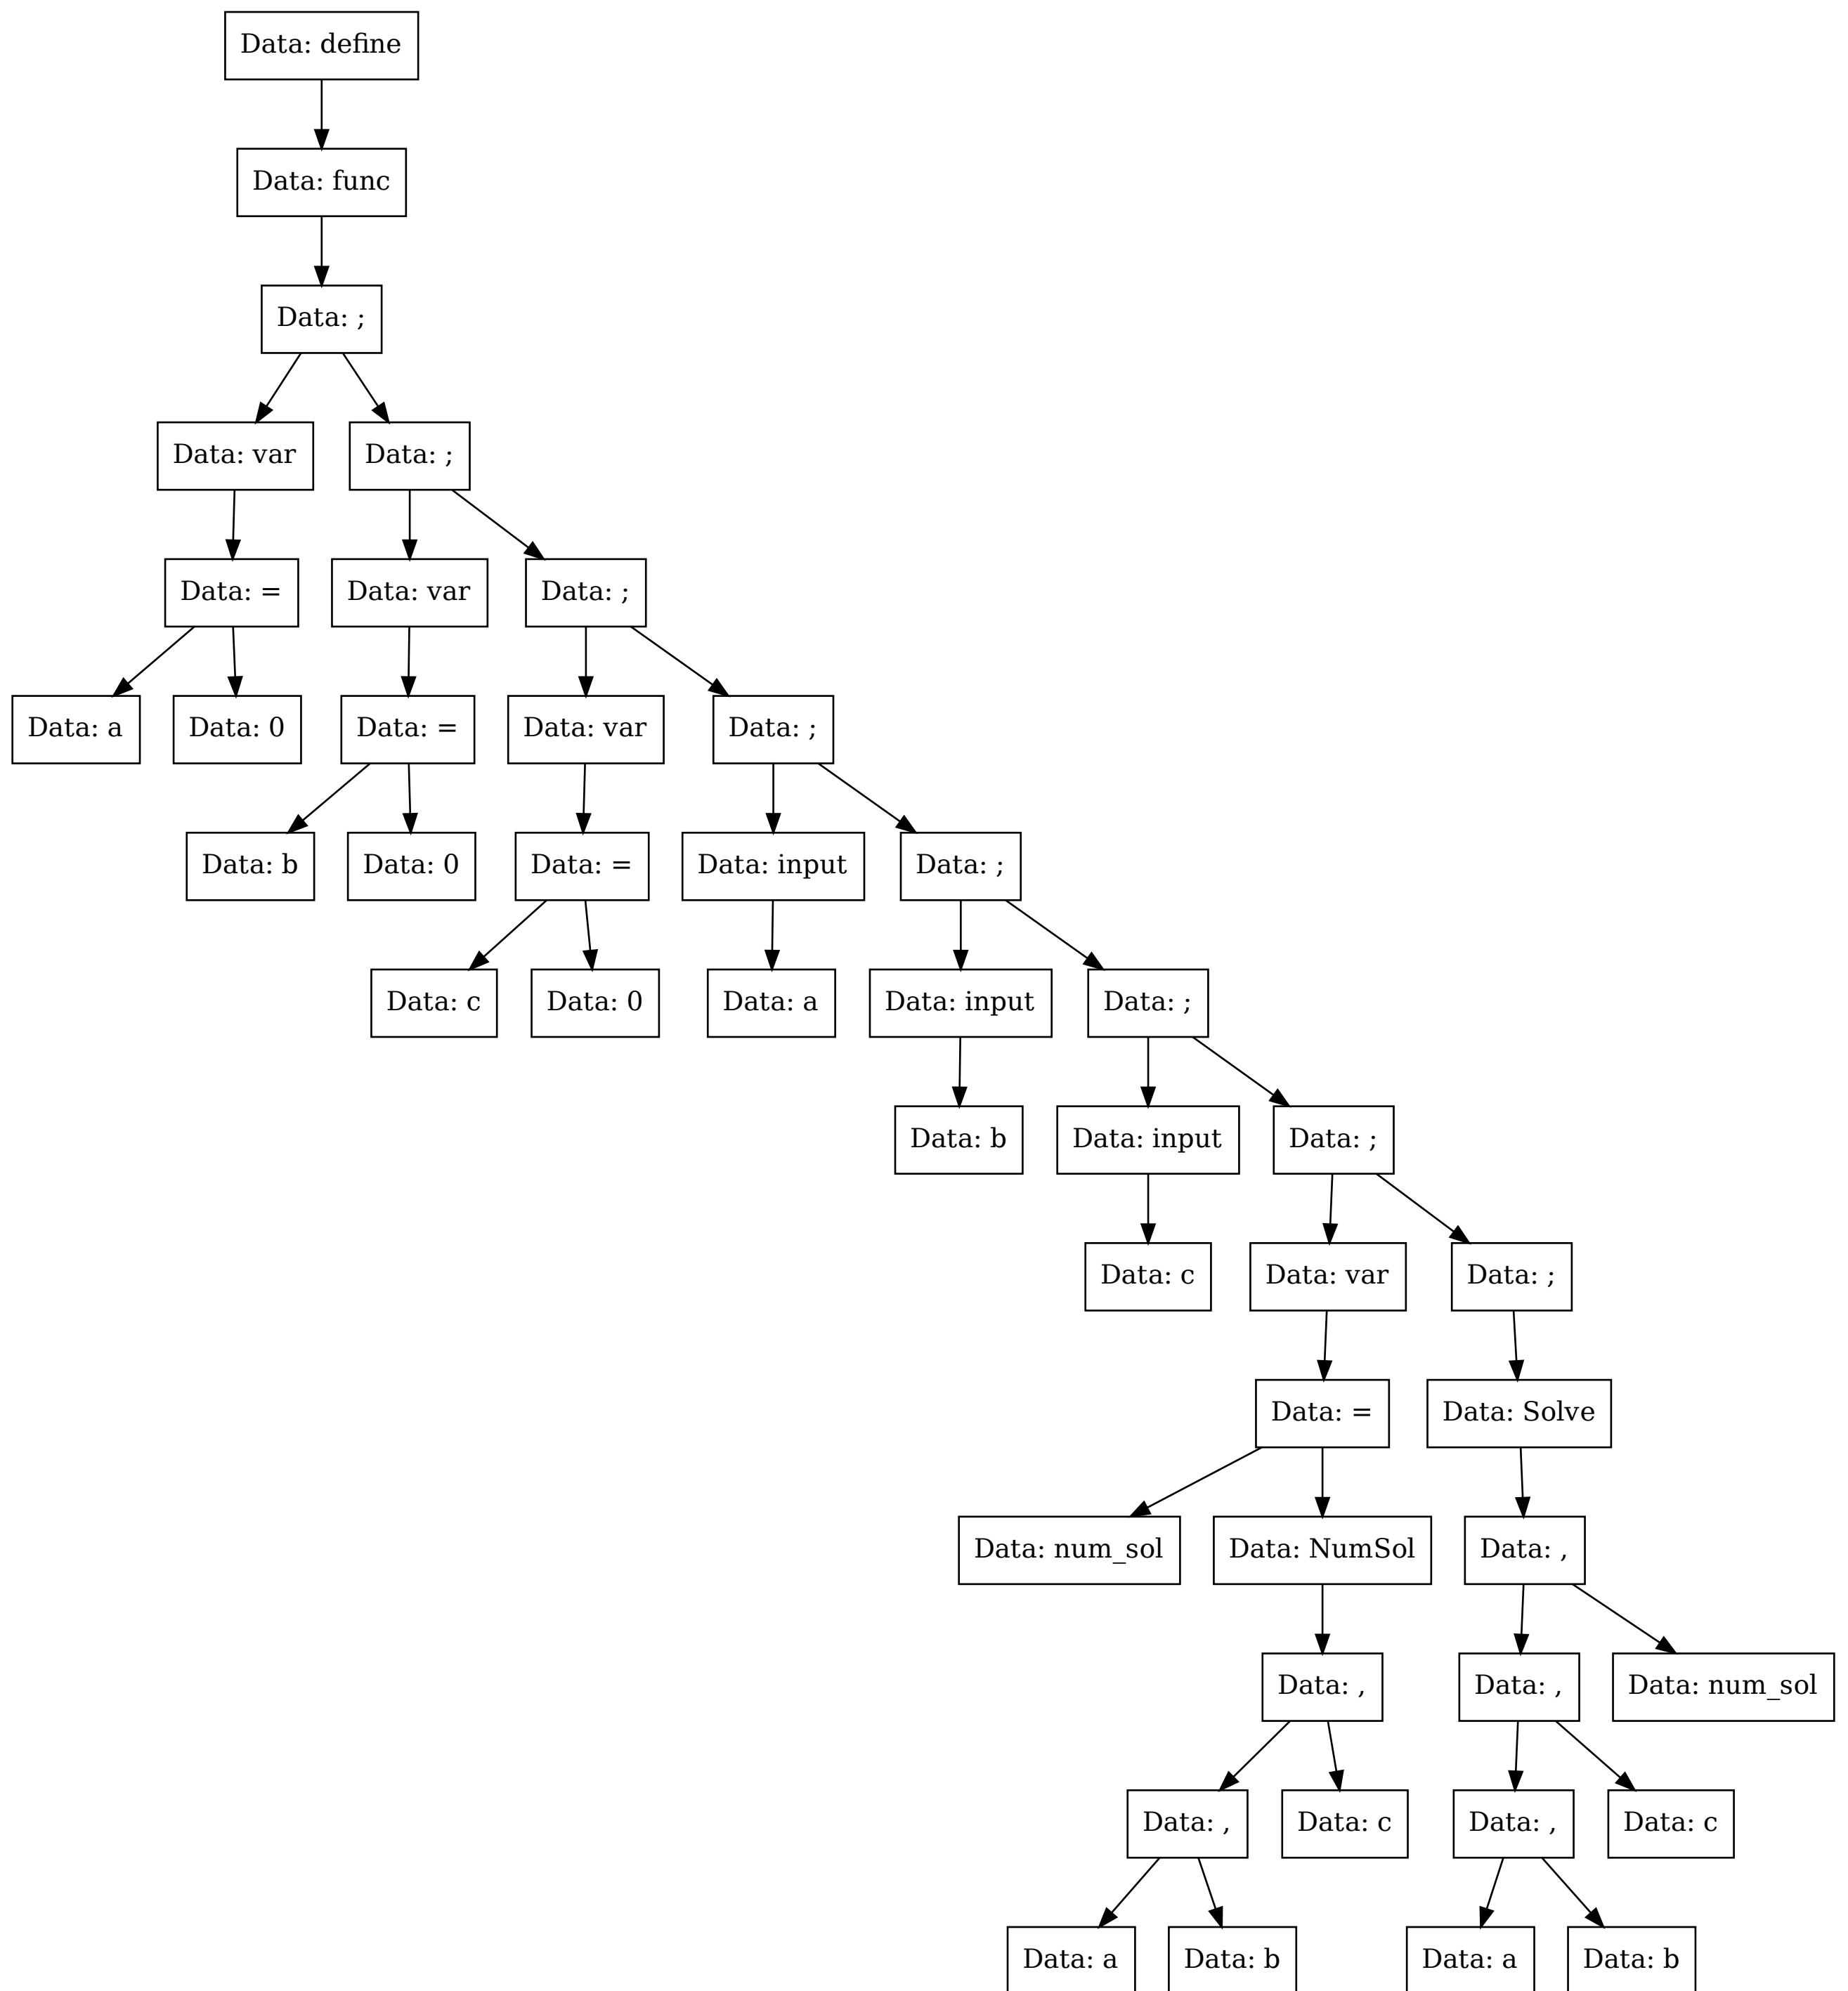 Data: define
Data: func
Data: ;
Data: var
Data: ;
Data: =
Data: var
Data: ;
Data: a
Data: 0
Data: =
Data: var
Data: ;
Data: b
Data: 0
Data: =
Data: input
Data: ;
Data: c
Data: 0
Data: a
Data: input
Data: ;
Data: b
Data: input
Data: ;
Data: c
Data: var
Data: ;
Data: =
Data: Solve
Data: num_sol
Data: NumSol
Data: ,
Data: ,
Data: ,
Data: num_sol
Data: ,
Data: c
Data: ,
Data: c
Data: a
Data: b
Data: a
Data: b